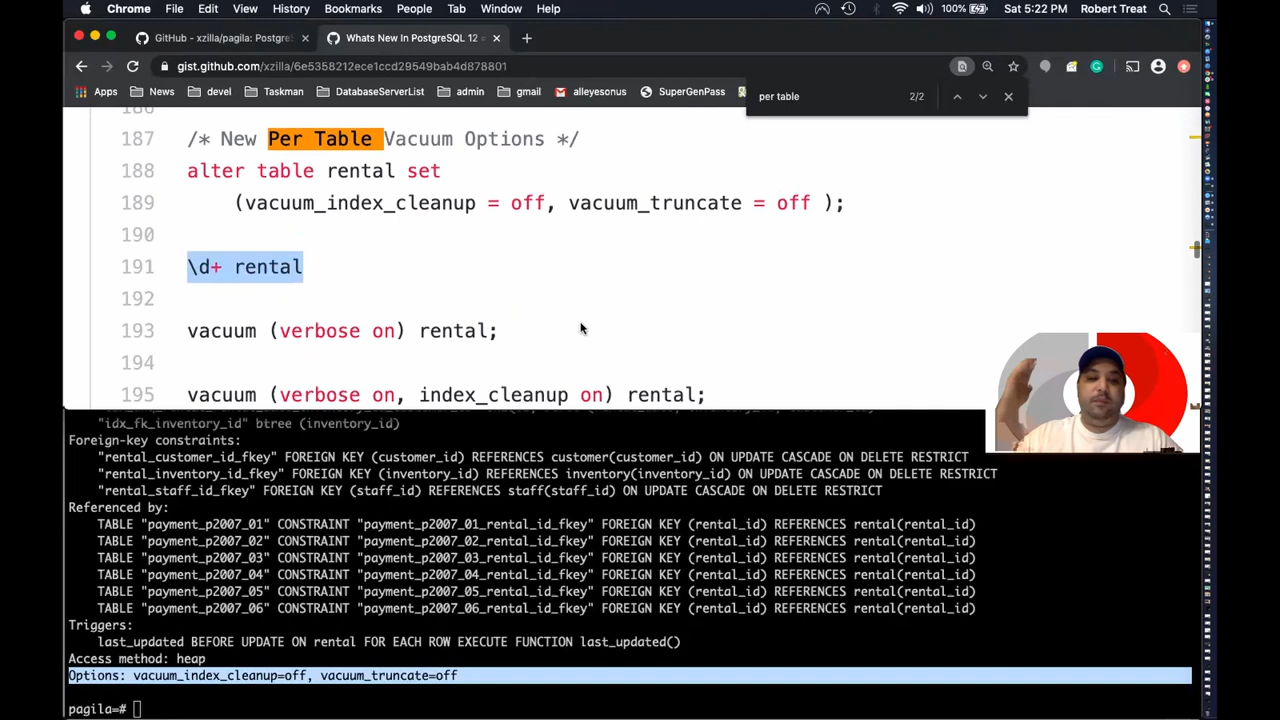 Chrome File Edit View History Bookmarks People Tab Window Help 100% Sat 5:22 PM Robert Treat
GitHub - xzilla/pagila: Postgre Whats New In PostgreSQL 12
gist.github.com/xzilla/6e5358212ece1ccd29549bab4d878801
Apps News devel Taskman DatabaseServerList admin gmail alleyesonus SuperGenPass
per table 2/2
186
187 /* New Per Table Vacuum Options */
188 alter table rental set
189 (vacuum_index_cleanup = off, vacuum_truncate = off );
190
191 \d+ rental
192
193 vacuum (verbose on) rental;
194
195 vacuum (verbose on, index_cleanup on) rental;
"idx_fk_inventory_id" btree (inventory_id)
Foreign-key constraints:
"rental_customer_id_fkey" FOREIGN KEY (customer_id) REFERENCES customer(customer_id) ON UPDATE CASCADE ON DELETE RESTRICT
"rental_inventory_id_fkey" FOREIGN KEY (inventory_id) REFERENCES inventory(inventory_id) ON UPDATE CASCADE ON DELETE RESTRICT
"rental_staff_id_fkey" FOREIGN KEY (staff_id) REFERENCES staff(staff_id) ON UPDATE CASCADE ON DELETE RESTRICT
Referenced by:
TABLE "payment_p2007_01" CONSTRAINT "payment_p2007_01_rental_id_fkey" FOREIGN KEY (rental_id) REFERENCES rental(rental_id)
TABLE "payment_p2007_02" CONSTRAINT "payment_p2007_02_rental_id_fkey" FOREIGN KEY (rental_id) REFERENCES rental(rental_id)
TABLE "payment_p2007_03" CONSTRAINT "payment_p2007_03_rental_id_fkey" FOREIGN KEY (rental_id) REFERENCES rental(rental_id)
TABLE "payment_p2007_04" CONSTRAINT "payment_p2007_04_rental_id_fkey" FOREIGN KEY (rental_id) REFERENCES rental(rental_id)
TABLE "payment_p2007_05" CONSTRAINT "payment_p2007_05_rental_id_fkey" FOREIGN KEY (rental_id) REFERENCES rental(rental_id)
TABLE "payment_p2007_06" CONSTRAINT "payment_p2007_06_rental_id_fkey" FOREIGN KEY (rental_id) REFERENCES rental(rental_id)
Triggers:
last_updated BEFORE UPDATE ON rental FOR EACH ROW EXECUTE FUNCTION last_updated()
Access method: heap
Options: vacuum_index_cleanup=off, vacuum_truncate=off
pagila=#